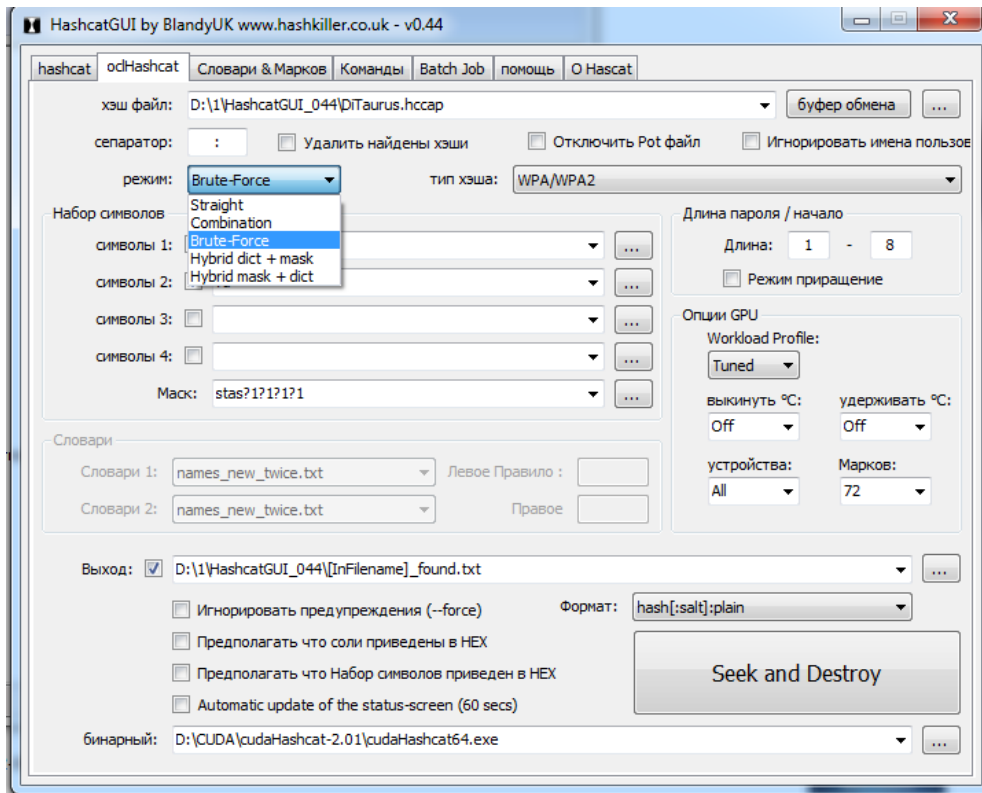 HashcatGUI by BlandyUK www.hashkiller.co.uk - v0.44
hashcat oclHashcat Словари & Марков Команды Batch Job помощь О Hascat
хэш файл: D:\1\HashcatGUI_044\DiTaurus.hccap буфер обмена ...
сепаратор: : Удалить найдены хэши Отключить Pot файл Игнорировать имена пользов
режим: Brute-Force тип хэша: WPA/WPA2
Straight
Combination
Brute-Force
Hybrid dict + mask
Hybrid mask + dict
Набор символов
символы 1: ...
символы 2: ...
символы 3: ...
символы 4: ...
Маск: stas?1?1?1?1 ...
Длина пароля / начало
Длина: 1 - 8
Режим приращение
Опции GPU
Workload Profile:
Tuned
выкинуть °C: удерживать °C:
Off Off
устройства: Марков:
All 72
Словари
Словари 1: names_new_twice.txt Левое Правило :
Словари 2: names_new_twice.txt Правое
Выход: D:\1\HashcatGUI_044\[InFilename]_found.txt ...
Игнорировать предупреждения (--force) Формат: hash[:salt]:plain
Предполагать что соли приведены в HEX
Предполагать что Набор символов приведен в HEX
Automatic update of the status-screen (60 secs)
Seek and Destroy
бинарный: D:\CUDA\cudaHashcat-2.01\cudaHashcat64.exe ...